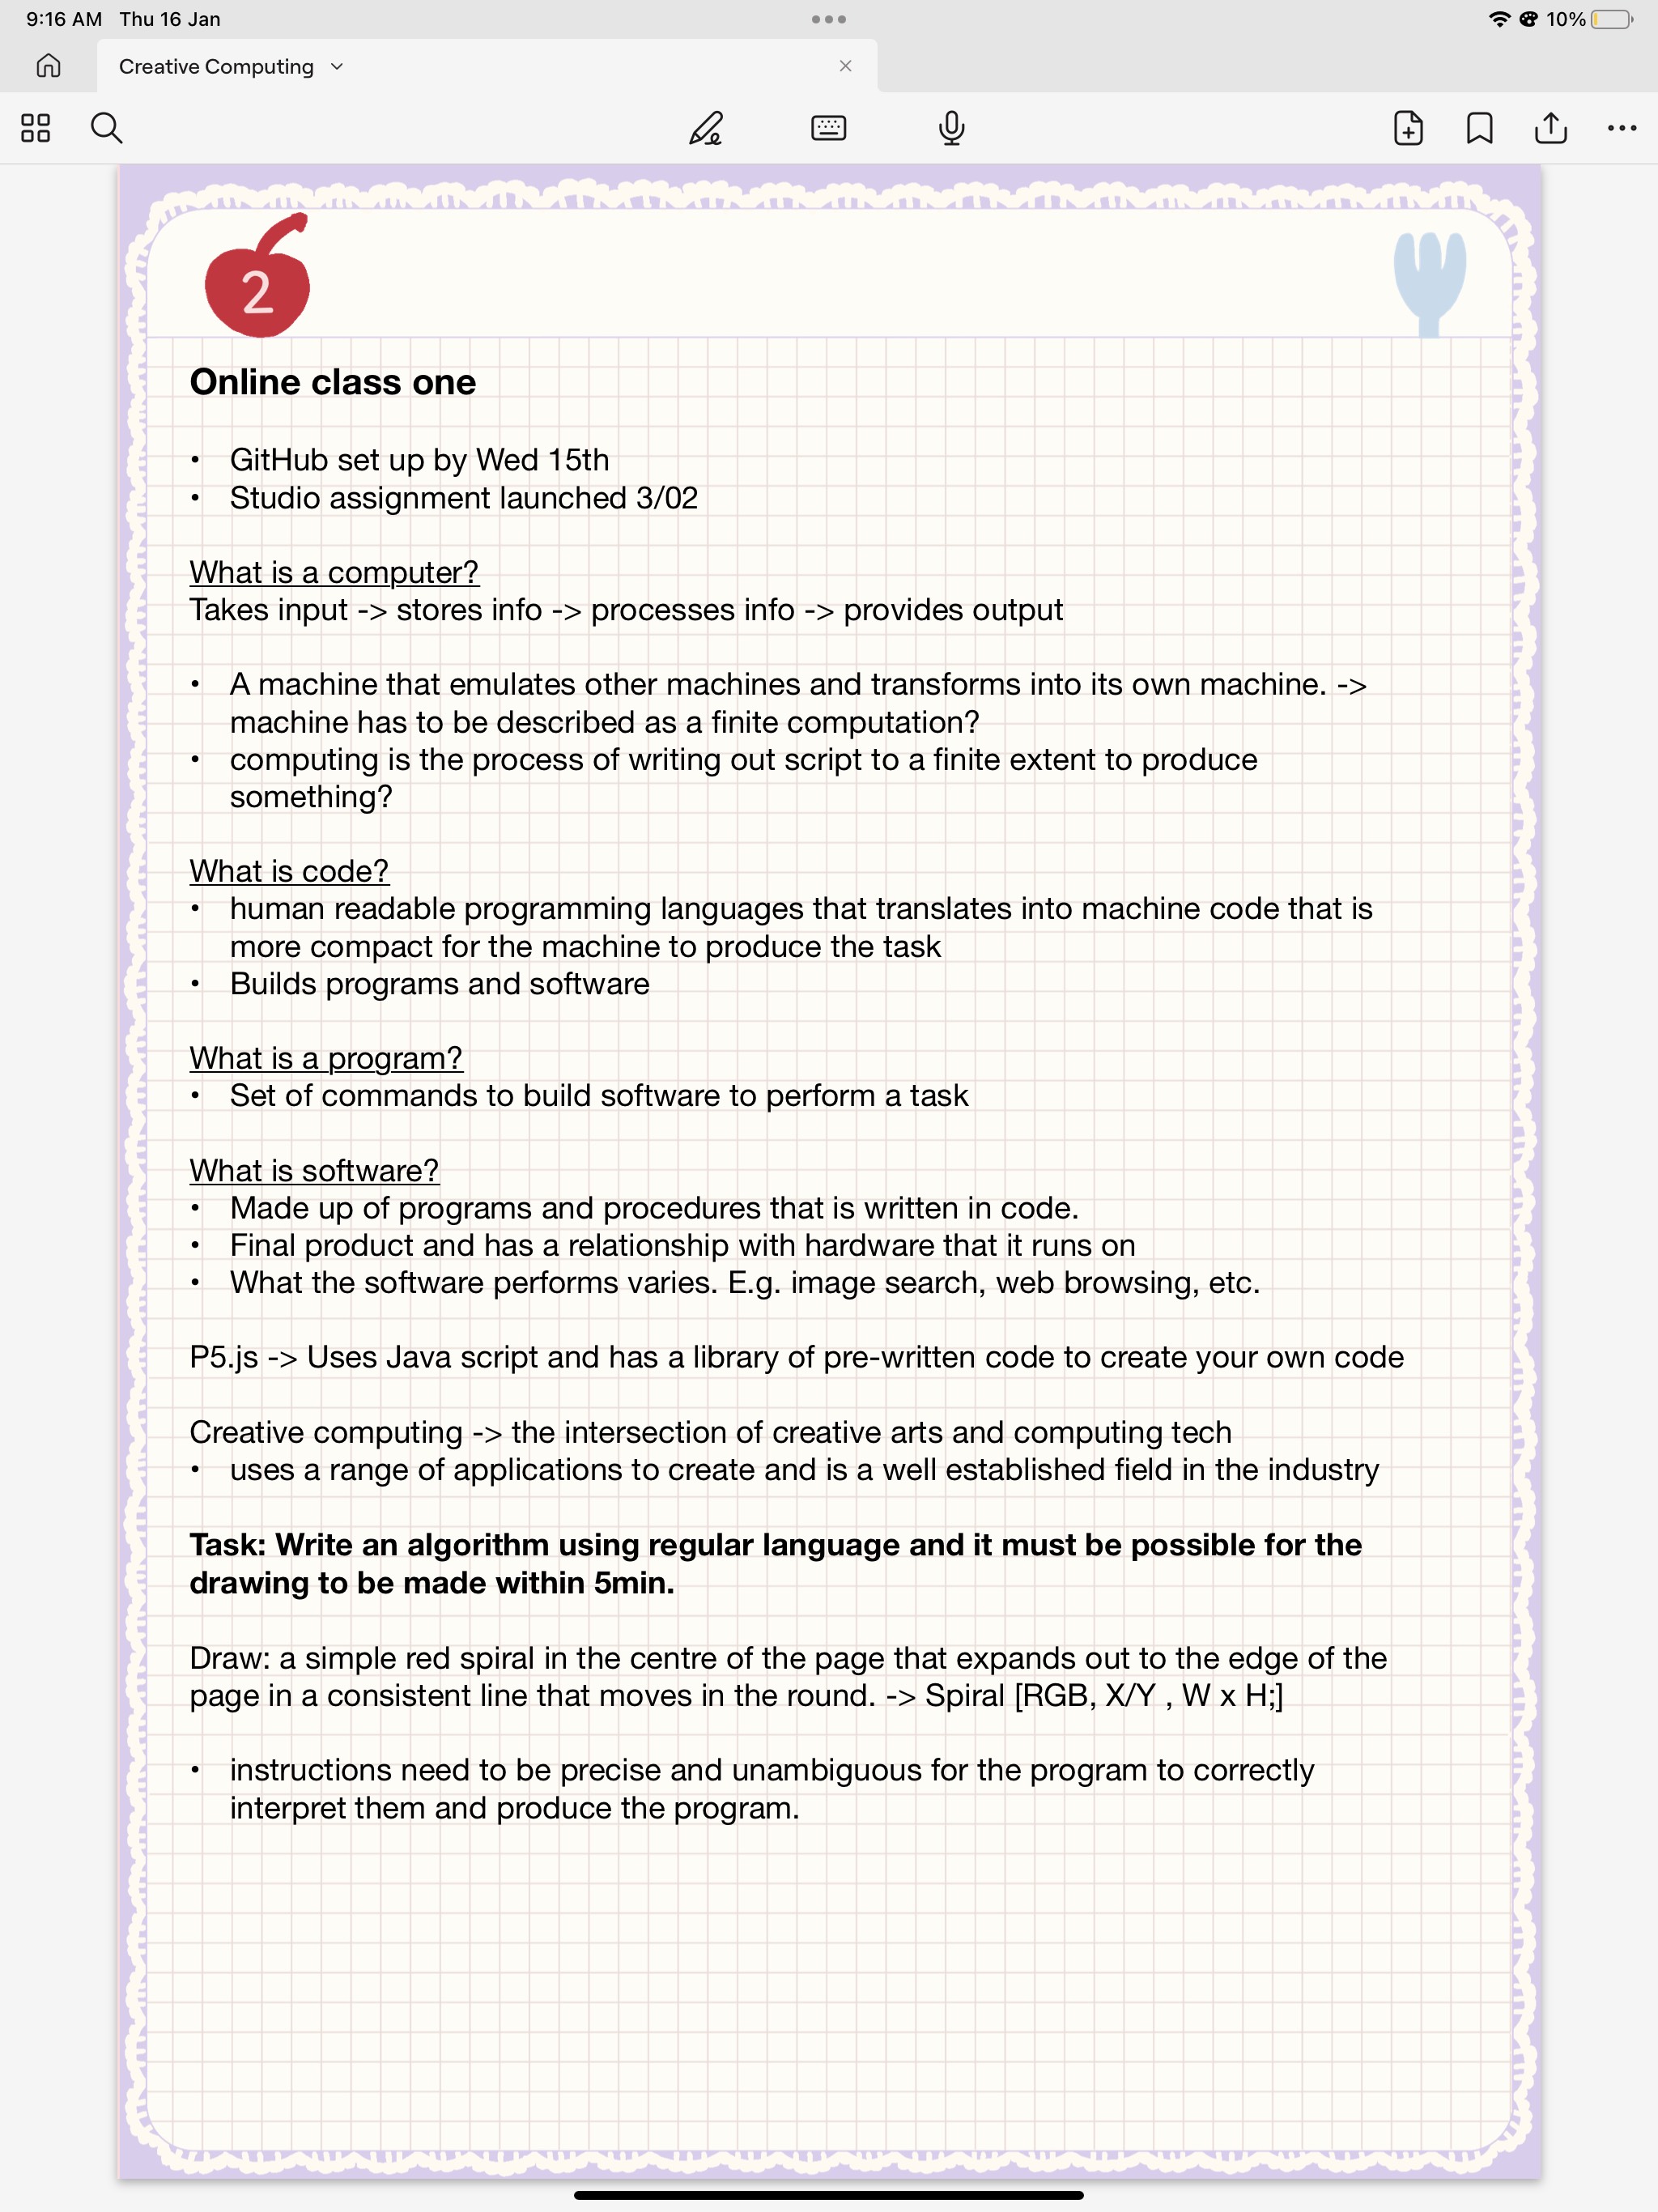 9:16 AM Thu 16 Jan
10%
Creative Computing
2
Online class one
• GitHub set up by Wed 15th
• Studio assignment launched 3/02
What is a computer?
Takes input -> stores info -> processes info -> provides output
• A machine that emulates other machines and transforms into its own machine. ->
machine has to be described as a finite computation?
• computing is the process of writing out script to a finite extent to produce
something?
What is code?
• human readable programming languages that translates into machine code that is
more compact for the machine to produce the task
• Builds programs and software
What is a program?
• Set of commands to build software to perform a task
What is software?
• Made up of programs and procedures that is written in code.
• Final product and has a relationship with hardware that it runs on
• What the software performs varies. E.g. image search, web browsing, etc.
P5.js -> Uses Java script and has a library of pre-written code to create your own code
Creative computing -> the intersection of creative arts and computing tech
• uses a range of applications to create and is a well established field in the industry
Task: Write an algorithm using regular language and it must be possible for the
drawing to be made within 5min.
Draw: a simple red spiral in the centre of the page that expands out to the edge of the
page in a consistent line that moves in the round. -> Spiral [RGB, X/Y , W x H;]
• instructions need to be precise and unambiguous for the program to correctly
interpret them and produce the program.